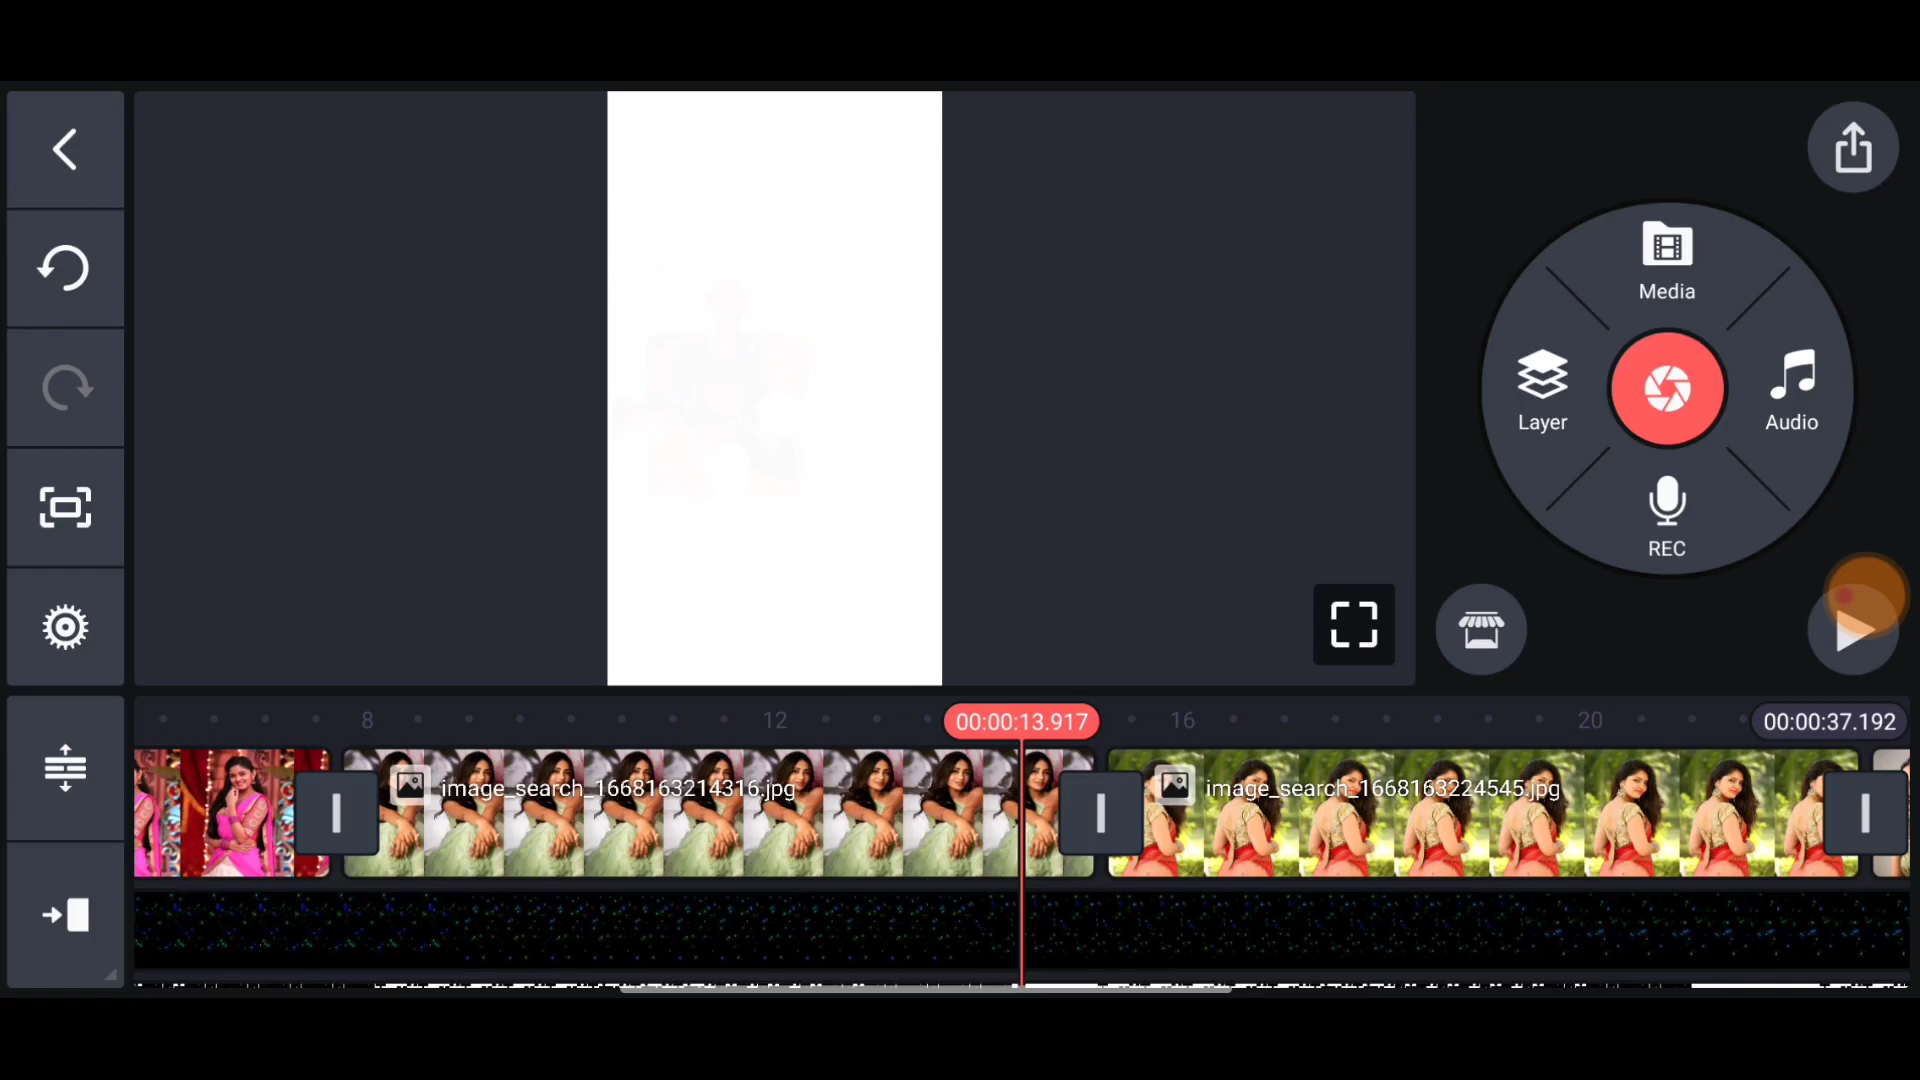 Media
Layer
Audio
REC
8
12
00:00:13.917
16
20
00:00:37.192
image_search_1668163214316.jpg
image_search_1668163224545.jpg